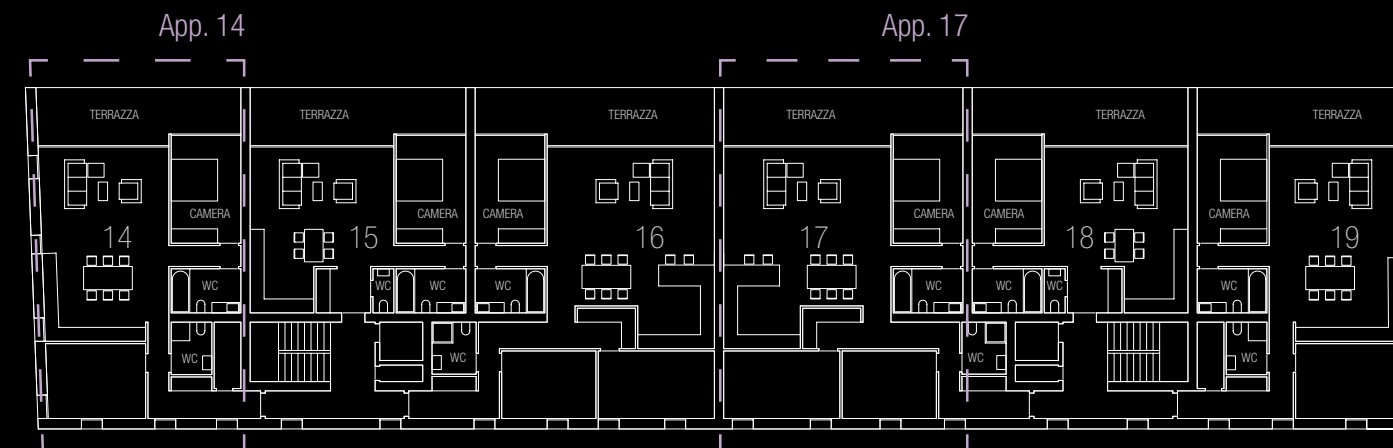 App. 14 App. 17
TERRAZZA TERRAZZA TERRAZZA TERRAZZA TERRAZZA TERRAZZA
CAMERA CAMERA CAMERA CAMERA CAMERA CAMERA
14 15 16 17 18 19
WC WC WC WC WC WC WC WC
WC WC WC WC